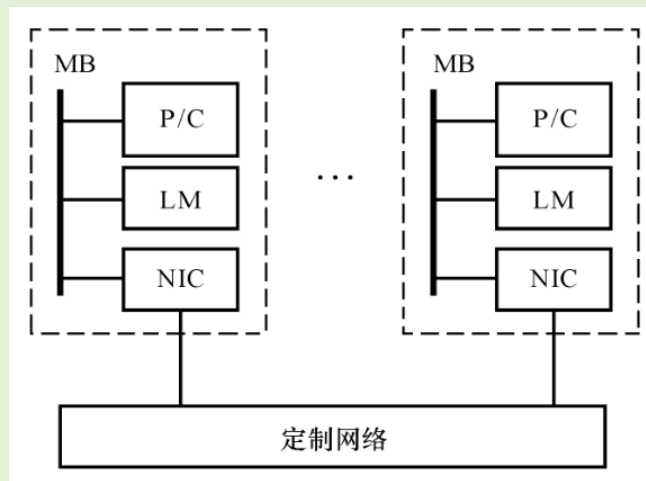 MB MB
P/C P/C
LM … LM
NIC NIC
定制网络